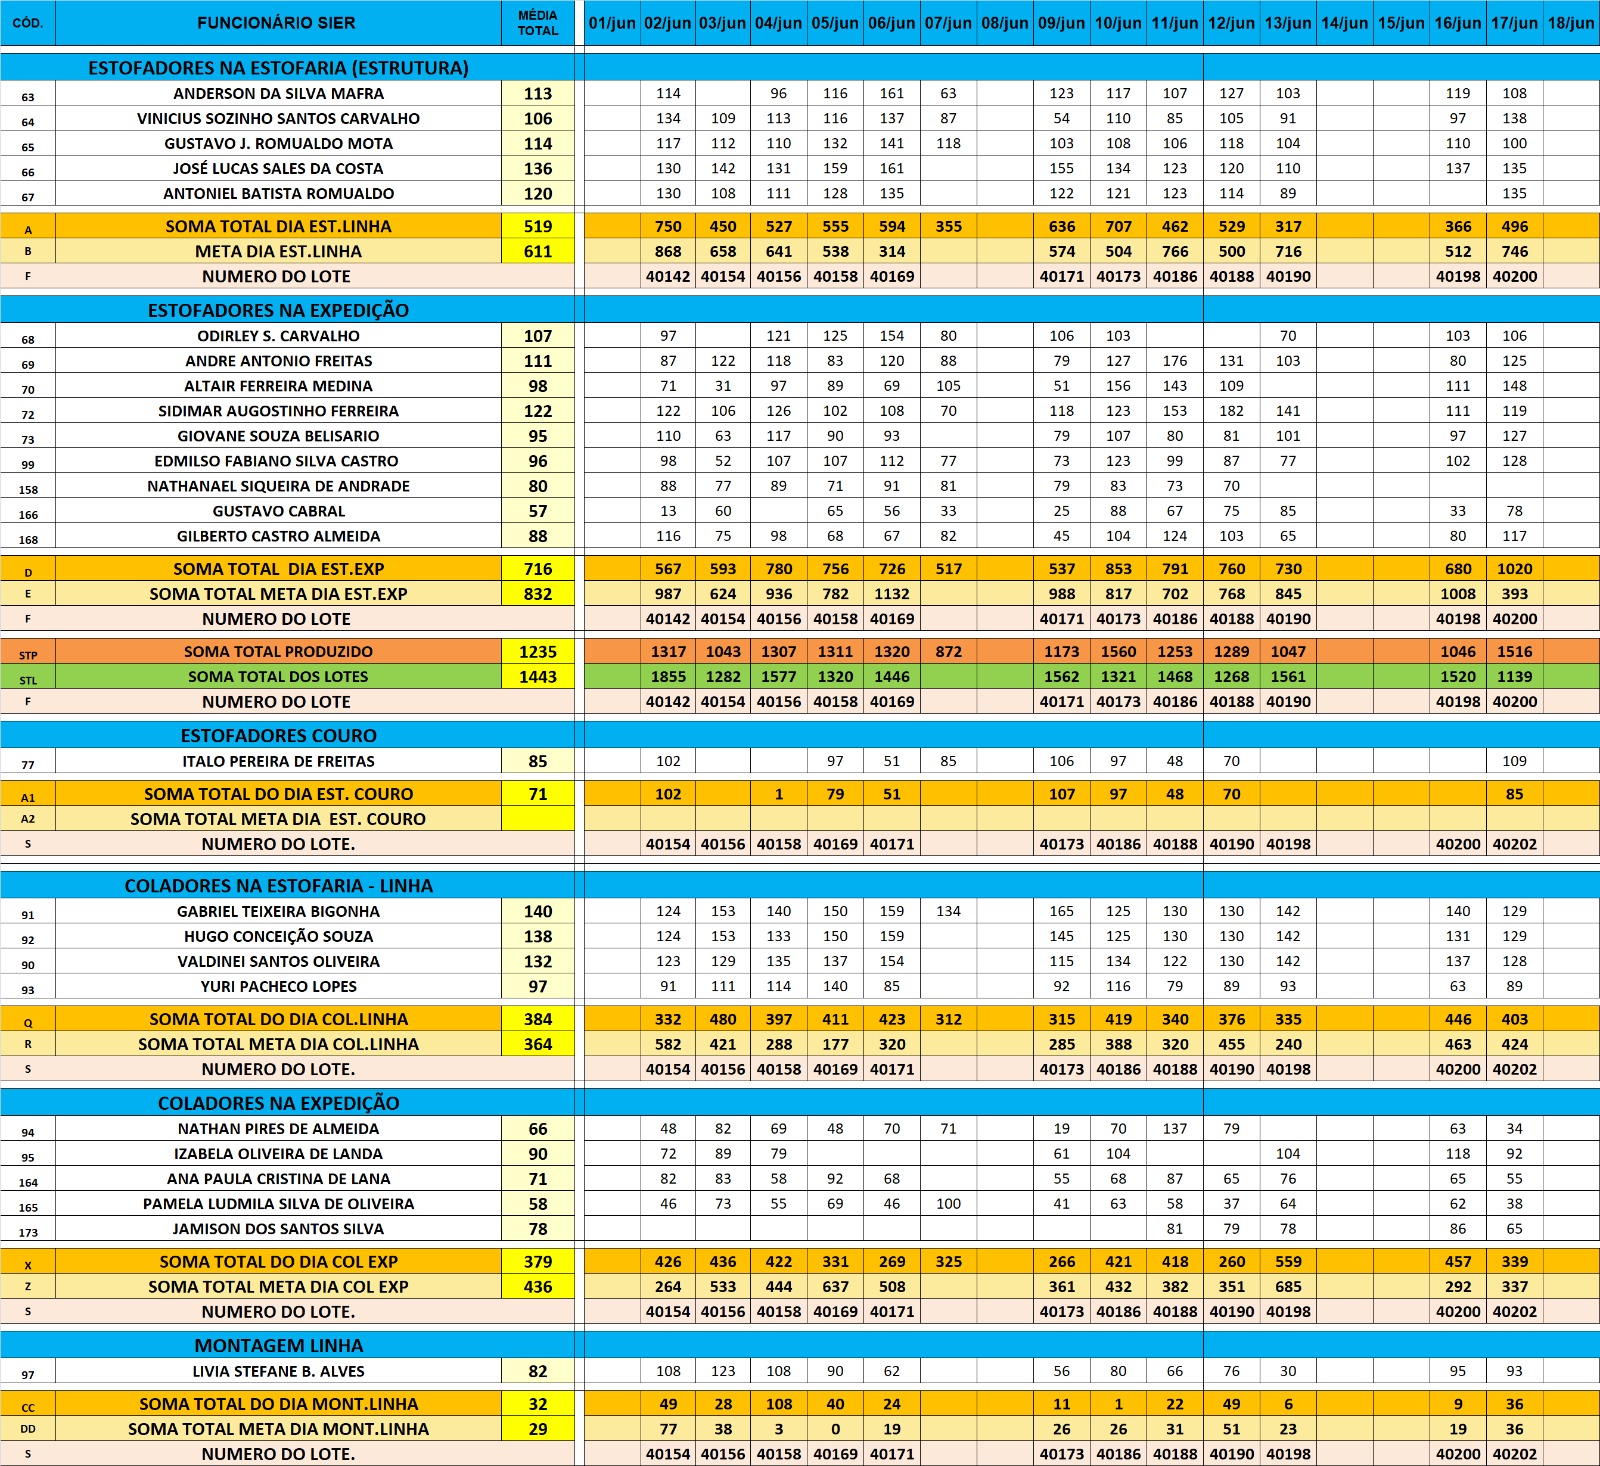 CÓD. FUNCIONÁRIO SIER MÉDIA TOTAL 01/jun 02/jun 03/jun 04/jun 05/jun 06/jun 07/jun 08/jun 09/jun 10/jun 11/jun 12/jun 13/jun 14/jun 15/jun 16/jun 17/jun 18/jun
ESTOFADORES NA ESTOFARIA (ESTRUTURA)
63 ANDERSON DA SILVA MAFRA 113 114 96 116 161 63 123 117 107 127 103 119 108
64 VINICIUS SOZINHO SANTOS CARVALHO 106 134 109 113 116 137 87 54 110 85 105 91 97 138
65 GUSTAVO J. ROMUALDO MOTA 114 117 112 110 132 141 118 103 108 106 118 104 110 100
66 JOSÉ LUCAS SALES DA COSTA 136 130 142 131 159 161 155 134 123 120 110 137 135
67 ANTONIEL BATISTA ROMUALDO 120 130 108 111 128 135 122 121 123 114 89 135
A SOMA TOTAL DIA EST.LINHA 519 750 450 527 555 594 355 636 707 462 529 317 366 496
B META DIA EST.LINHA 611 868 658 641 538 314 574 504 766 500 716 512 746
F NUMERO DO LOTE 40142 40154 40156 40158 40169 40171 40173 40186 40188 40190 40198 40200
ESTOFADORES NA EXPEDIÇÃO
68 ODIRLEY S. CARVALHO 107 97 121 125 154 80 106 103 70 103 106
69 ANDRE ANTONIO FREITAS 111 87 122 118 83 120 88 79 127 176 131 103 80 125
70 ALTAIR FERREIRA MEDINA 98 71 31 97 89 69 105 51 156 143 109 111 148
72 SIDIMAR AUGOSTINHO FERREIRA 122 122 106 126 102 108 70 118 123 153 182 141 111 119
73 GIOVANE SOUZA BELISARIO 95 110 63 117 90 93 79 107 80 81 101 97 127
99 EDMILSO FABIANO SILVA CASTRO 96 98 52 107 107 112 77 73 123 99 87 77 102 128
158 NATHANAEL SIQUEIRA DE ANDRADE 80 88 77 89 71 91 81 79 83 73 70
166 GUSTAVO CABRAL 57 13 60 65 56 33 25 88 67 75 85 33 78
168 GILBERTO CASTRO ALMEIDA 88 116 75 98 68 67 82 45 104 124 103 65 80 117
D SOMA TOTAL DIA EST.EXP 716 567 593 780 756 726 517 537 853 791 760 730 680 1020
E SOMA TOTAL META DIA EST.EXP 832 987 624 936 782 1132 988 817 702 768 845 1008 393
F NUMERO DO LOTE 40142 40154 40156 40158 40169 40171 40173 40186 40188 40190 40198 40200
STP SOMA TOTAL PRODUZIDO 1235 1317 1043 1307 1311 1320 872 1173 1560 1253 1289 1047 1046 1516
STL SOMA TOTAL DOS LOTES 1443 1855 1282 1577 1320 1446 1562 1321 1468 1268 1561 1520 1139
F NUMERO DO LOTE 40142 40154 40156 40158 40169 40171 40173 40186 40188 40190 40198 40200
ESTOFADORES COURO
77 ITALO PEREIRA DE FREITAS 85 102 97 51 85 106 97 48 70 109
A1 SOMA TOTAL DO DIA EST. COURO 71 102 1 79 51 107 97 48 70 85
A2 SOMA TOTAL META DIA EST. COURO
S NUMERO DO LOTE. 40154 40156 40158 40169 40171 40173 40186 40188 40190 40198 40200 40202
COLADORES NA ESTOFARIA - LINHA
91 GABRIEL TEIXEIRA BIGONHA 140 124 153 140 150 159 134 165 125 130 130 142 140 129
92 HUGO CONCEIÇÃO SOUZA 138 124 153 133 150 159 145 125 130 130 142 131 129
90 VALDINEI SANTOS OLIVEIRA 132 123 129 135 137 154 115 134 122 130 142 137 128
93 YURI PACHECO LOPES 97 91 111 114 140 85 92 116 79 89 93 63 89
Q SOMA TOTAL DO DIA COL.LINHA 384 332 480 397 411 423 312 315 419 340 376 335 446 403
R SOMA TOTAL META DIA COL.LINHA 364 582 421 288 177 320 285 388 320 455 240 463 424
S NUMERO DO LOTE. 40154 40156 40158 40169 40171 40173 40186 40188 40190 40198 40200 40202
COLADORES NA EXPEDIÇÃO
94 NATHAN PIRES DE ALMEIDA 66 48 82 69 48 70 71 19 70 137 79 63 34
95 IZABELA OLIVEIRA DE LANDA 90 72 89 79 61 104 104 118 92
164 ANA PAULA CRISTINA DE LANA 71 82 83 58 92 68 55 68 87 65 76 65 55
165 PAMELA LUDMILA SILVA DE OLIVEIRA 58 46 73 55 69 46 100 41 63 58 37 64 62 38
173 JAMISON DOS SANTOS SILVA 78 81 79 78 86 65
X SOMA TOTAL DO DIA COL EXP 379 426 436 422 331 269 325 266 421 418 260 559 457 339
Z SOMA TOTAL META DIA COL EXP 436 264 533 444 637 508 361 432 382 351 685 292 337
S NUMERO DO LOTE. 40154 40156 40158 40169 40171 40173 40186 40188 40190 40198 40200 40202
MONTAGEM LINHA
97 LIVIA STEFANE B. ALVES 82 108 123 108 90 62 56 80 66 76 30 95 93
CC SOMA TOTAL DO DIA MONT.LINHA 32 49 28 108 40 24 11 1 22 49 6 9 36
DD SOMA TOTAL META DIA MONT.LINHA 29 77 38 3 0 19 26 26 31 51 23 19 36
S NUMERO DO LOTE. 40154 40156 40158 40169 40171 40173 40186 40188 40190 40198 40200 40202